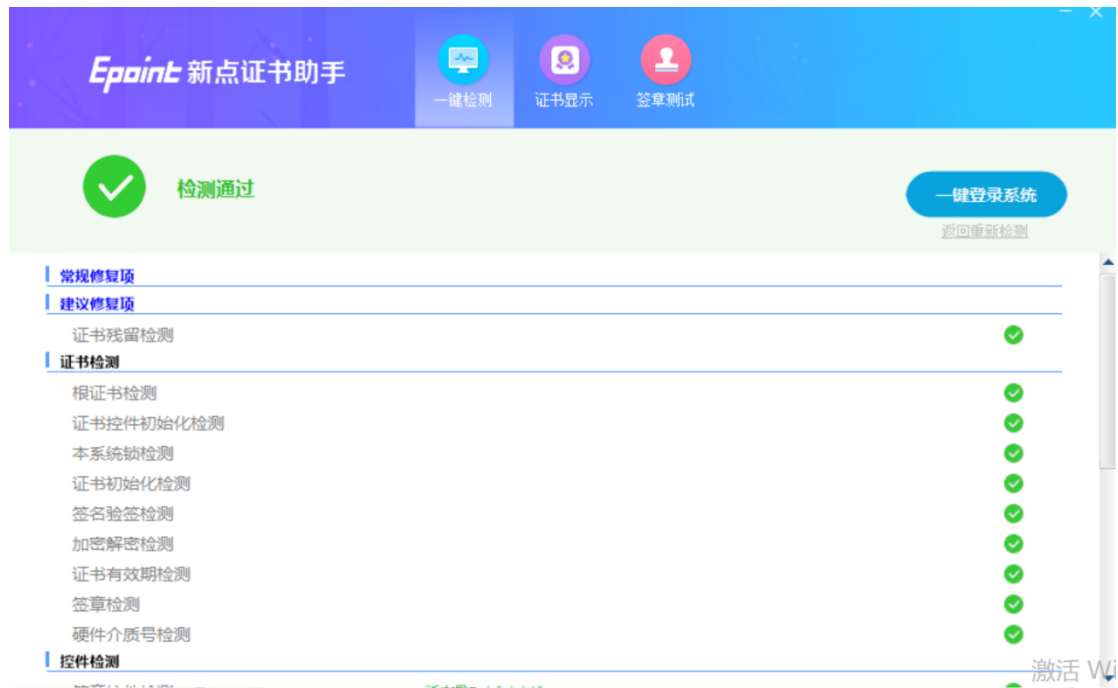 Epoint 新点证书助手
一键检测
证书显示
签章测试
检测通过
一键登录系统
返回重新检测
常规修复项
建议修复项
证书残留检测
证书检测
根证书检测
证书控件初始化检测
本系统锁检测
证书初始化检测
签名验签检测
加密解密检测
证书有效期检测
签章检测
硬件介质号检测
控件检测
激活 Wi